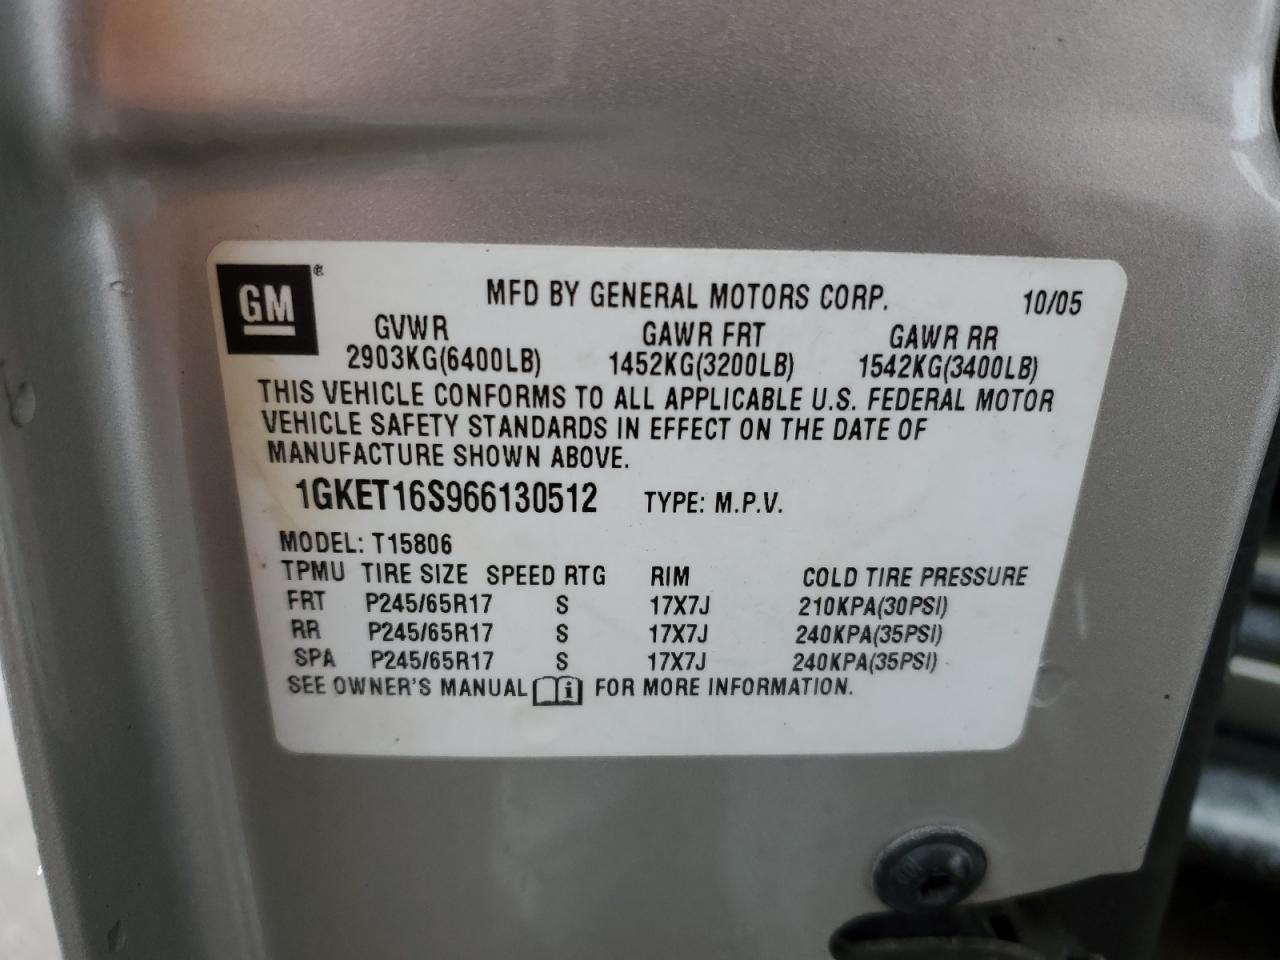 GM®
MFD BY GENERAL MOTORS CORP. 10/05
GVWR GAWR FRT GAWR RR
2903KG(6400LB) 1452KG(3200LB) 1542KG(3400LB)
THIS VEHICLE CONFORMS TO ALL APPLICABLE U.S. FEDERAL MOTOR
VEHICLE SAFETY STANDARDS IN EFFECT ON THE DATE OF
MANUFACTURE SHOWN ABOVE.
1GKET16S966130512 TYPE: M.P.V.
MODEL: T15806
TPMU TIRE SIZE SPEED RTG RIM COLD TIRE PRESSURE
FRT P245/65R17 S 17X7J 210KPA(30PSI)
RR P245/65R17 S 17X7J 240KPA(35PSI)
SPA P245/65R17 S 17X7J 240KPA(35PSI)
SEE OWNER'S MANUAL i FOR MORE INFORMATION.